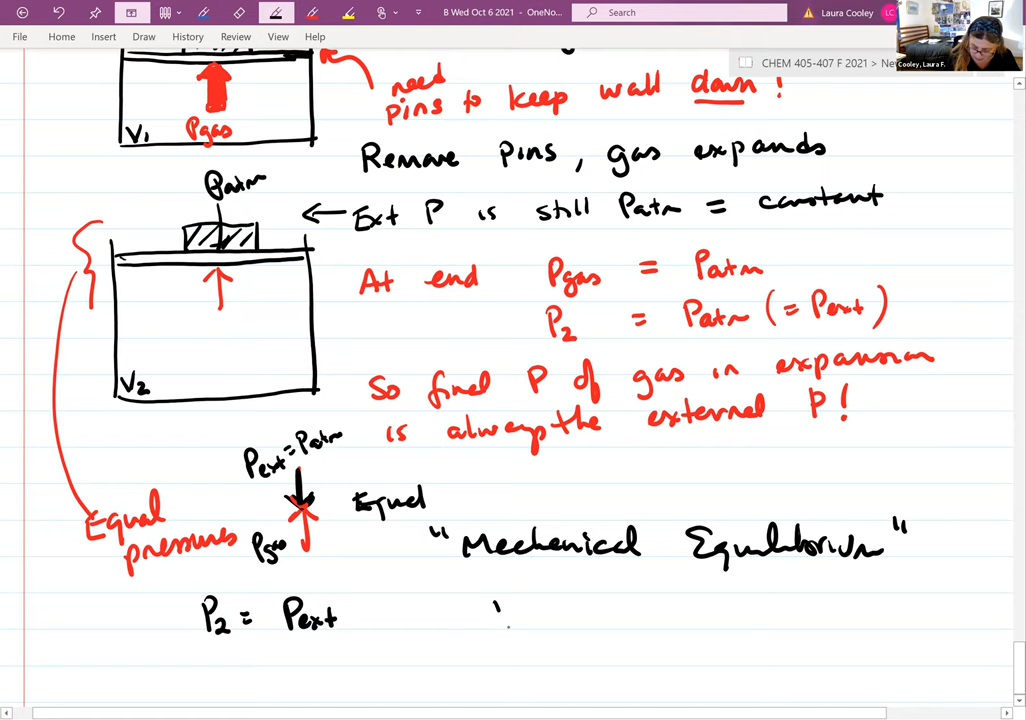 B Wed Oct 6 2021 - OneNo...
Search
Laura Cooley
LC
File Home Insert Draw History Review View Help
Cooley, Laura F.
CHEM 405-407 F 2021 > Ne
need
pins to keep wall down!
Pgas
V1
Remove pins, gas expands
Patm
← Ext P is still Patm = constant
At end Pgas = Patm
P2 = Patm (= Pext)
V2
So final P of gas in expansion
is always the external P!
Pext = Patm
Equal
pressures
Pgas
Equal
"Mechanical Equilibrium"
P2 = Pext